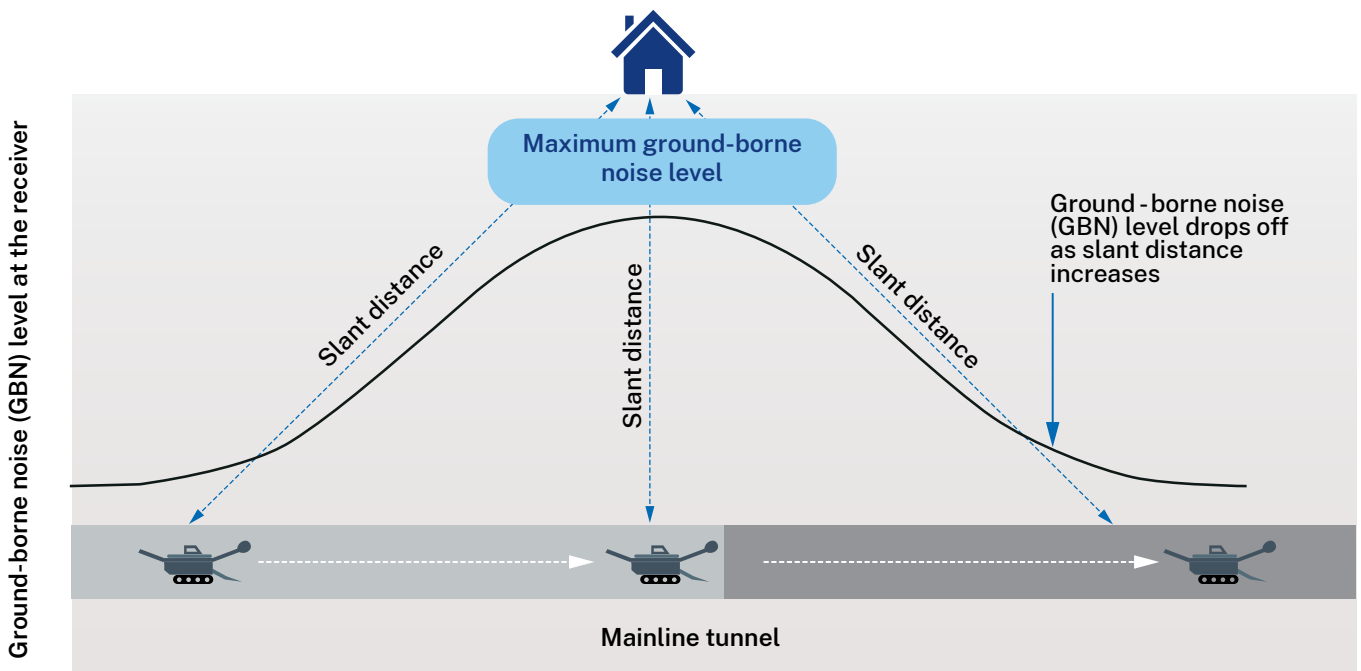 Ground-borne noise (GBN) level at the receiver
Maximum ground-borne
noise level
Ground - borne noise
(GBN) level drops off
as slant distance
increases
Slant distance
Slant distance
Slant distance
Mainline tunnel